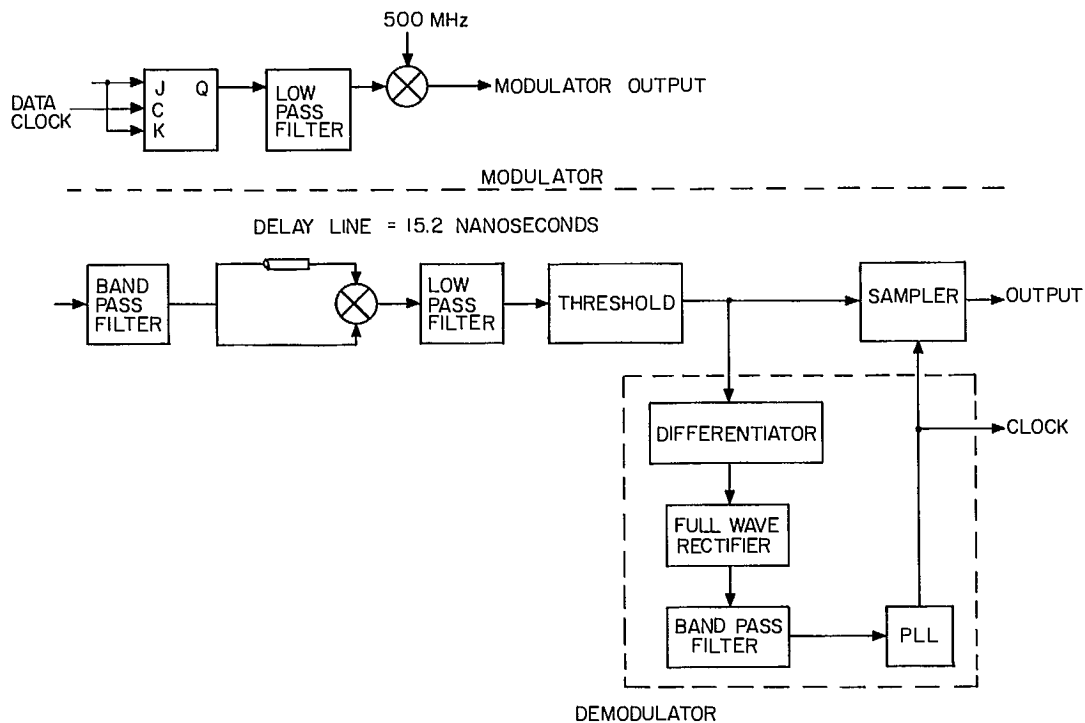 500 MHz
DATA
CLOCK
J Q
C
K
LOW
PASS
FILTER
MODULATOR OUTPUT
MODULATOR
DELAY LINE = 15.2 NANOSECONDS
BAND
PASS
FILTER
LOW
PASS
FILTER
THRESHOLD
SAMPLER
OUTPUT
DIFFERENTIATOR
CLOCK
FULL WAVE
RECTIFIER
BAND PASS
FILTER
PLL
DEMODULATOR